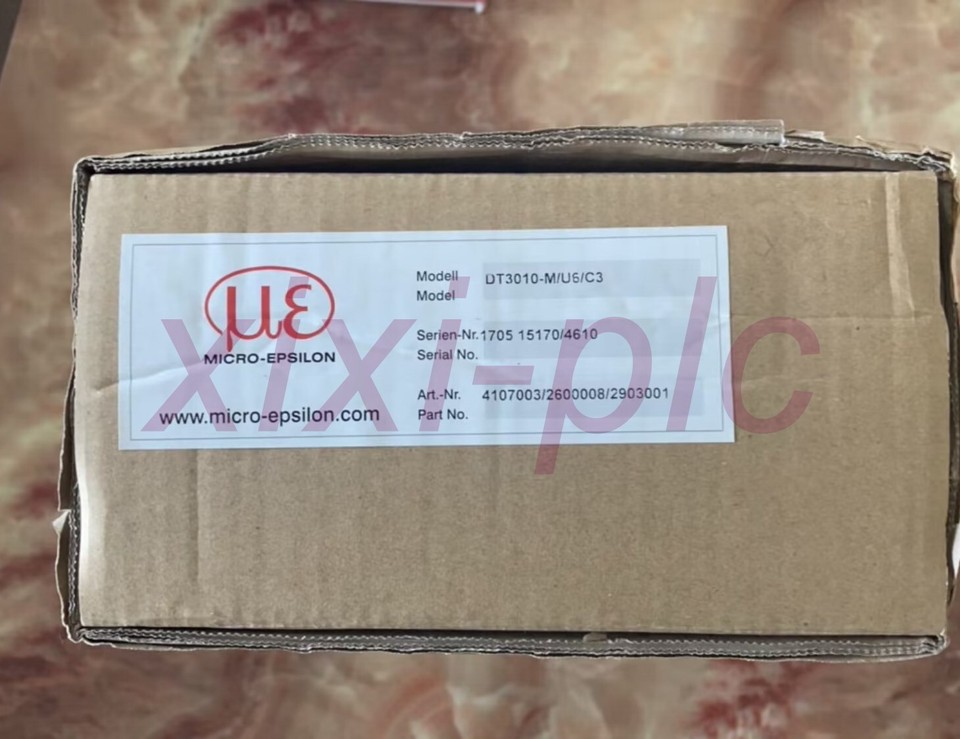 με
MICRO-EPSILON
www.micro-epsilon.com
Modell DT3010-M/U6/C3
Model
Serien-Nr. 1705 15170/4610
Serial No.
Art.-Nr. 4107003/2600008/2903001
Part No.
xixi-plc